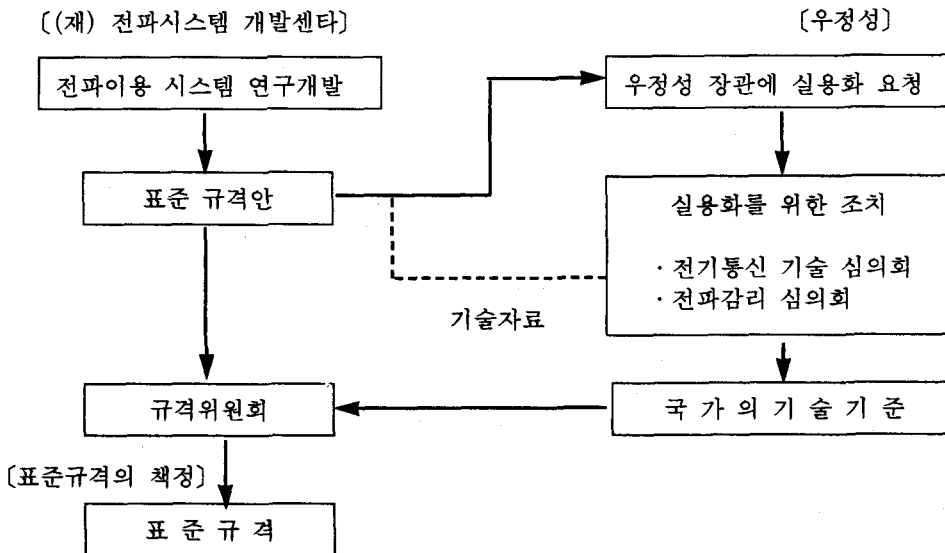 〔(재) 전파시스템 개발센타〕
〔우정성〕
전파이용 시스템 연구개발
우정성 장관에 실용화 요청
표준 규격안
실용화를 위한 조치
· 전기통신 기술 심의회
· 전파감리 심의회
기술자료
규격위원회
국 가 의 기 술 기 준
〔표준규격의 책정〕
표 준 규 격